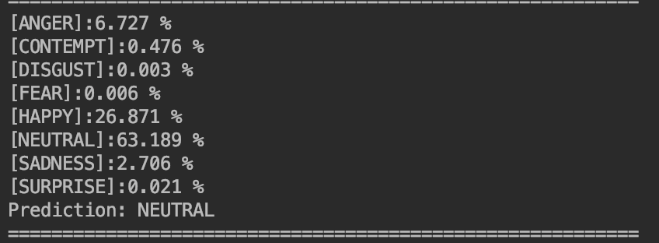 ============================================================
[ANGER]:6.727 %
[CONTEMPT]:0.476 %
[DISGUST]:0.003 %
[FEAR]:0.006 %
[HAPPY]:26.871 %
[NEUTRAL]:63.189 %
[SADNESS]:2.706 %
[SURPRISE]:0.021 %
Prediction: NEUTRAL
============================================================